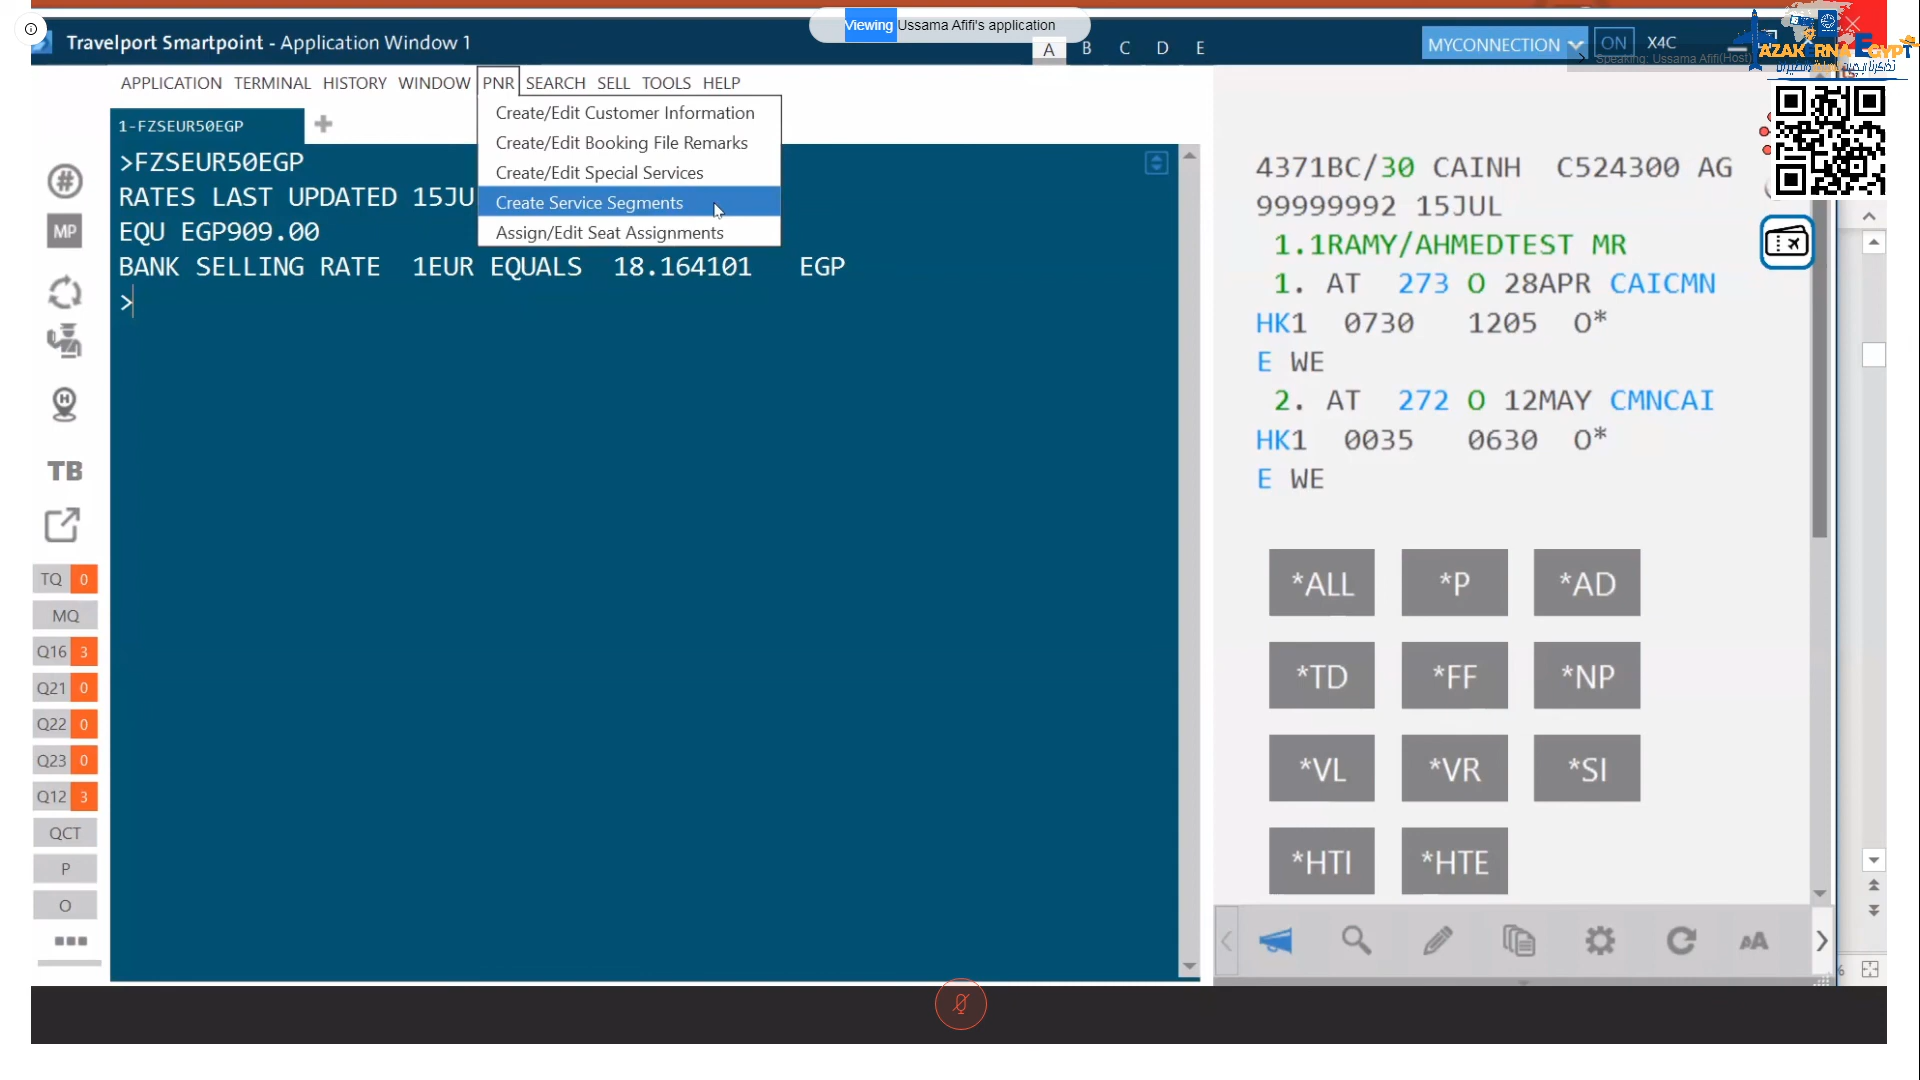 Viewing Ussama Afifi's application
Travelport Smartpoint - Application Window 1
A B C D E
MYCONNECTION ON X4C
Speaking: Ussama Afifi(Host)
APPLICATION TERMINAL HISTORY WINDOW PNR SEARCH SELL TOOLS HELP
Create/Edit Customer Information
Create/Edit Booking File Remarks
Create/Edit Special Services
Create Service Segments
Assign/Edit Seat Assignments
1-FZSEUR50EGP
>FZSEUR50EGP
RATES LAST UPDATED 15JU
EQU EGP909.00
BANK SELLING RATE 1EUR EQUALS 18.164101 EGP
>
MP
TB
TQ 0
MQ
Q16 3
Q21 0
Q22 0
Q23 0
Q12 3
QCT
P
O
4371BC/30 CAINH C524300 AG
99999992 15JUL
1.1RAMY/AHMEDTEST MR
1. AT 273 O 28APR CAICMN
HK1 0730 1205 O*
E WE
2. AT 272 O 12MAY CMNCAI
HK1 0035 0630 O*
E WE
*ALL *P *AD
*TD *FF *NP
*VL *VR *SI
*HTI *HTE
AA